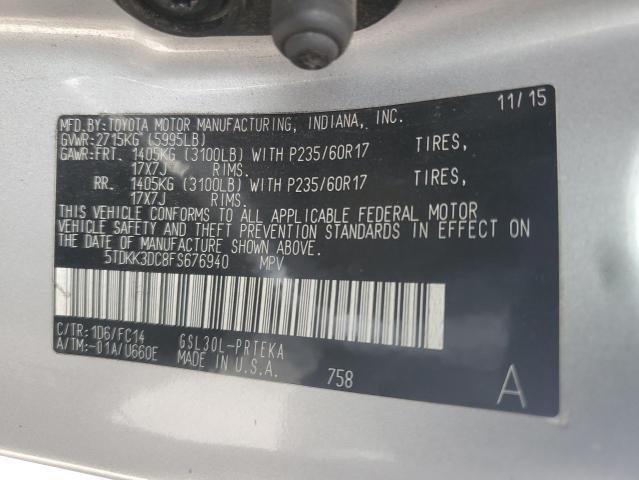 11/15
MFD.BY:TOYOTA MOTOR MANUFACTURING, INDIANA, INC.
GVWR:2715KG (5995LB)
GAWR:FRT. 1405KG (3100LB) WITH P235/60R17 TIRES,
17X7J RIMS.
RR. 1405KG (3100LB) WITH P235/60R17 TIRES,
17X7J RIMS.
THIS VEHICLE CONFORMS TO ALL APPLICABLE FEDERAL MOTOR
VEHICLE SAFETY AND THEFT PREVENTION STANDARDS IN EFFECT ON
THE DATE OF MANUFACTURE SHOWN ABOVE.
5TDKK3DC8FS676940 MPV
C/TR:1D6/FC14 GSL30L-PRTEKA
A/TM:-01A/U660E MADE IN U.S.A.
758
A